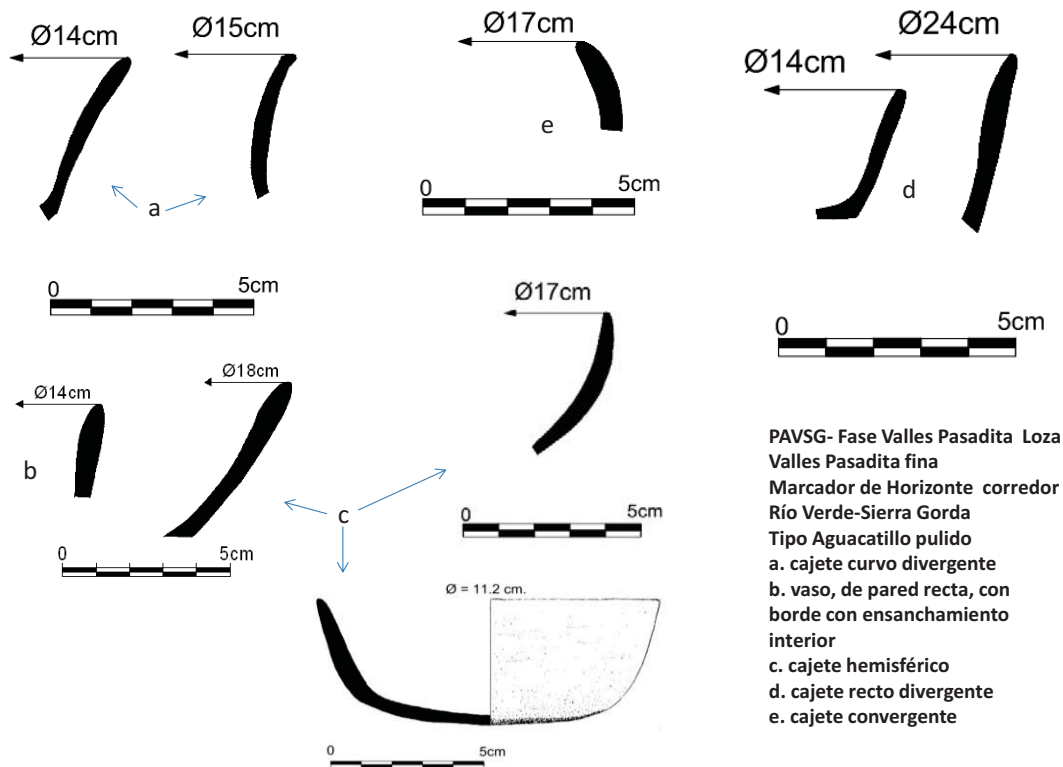 Ø14cm
Ø15cm
a
0 5cm
Ø17cm
e
0 5cm
Ø24cm
Ø14cm
d
0 5cm
Ø14cm
b
Ø18cm
0 5cm
Ø17cm
c
0 5cm
Ø = 11.2 cm.
0 5cm
PAVSG- Fase Valles Pasadita Loza
Valles Pasadita fina
Marcador de Horizonte corredor
Río Verde-Sierra Gorda
Tipo Aguacatillo pulido
a. cajete curvo divergente
b. vaso, de pared recta, con
borde con ensanchamiento
interior
c. cajete hemisférico
d. cajete recto divergente
e. cajete convergente